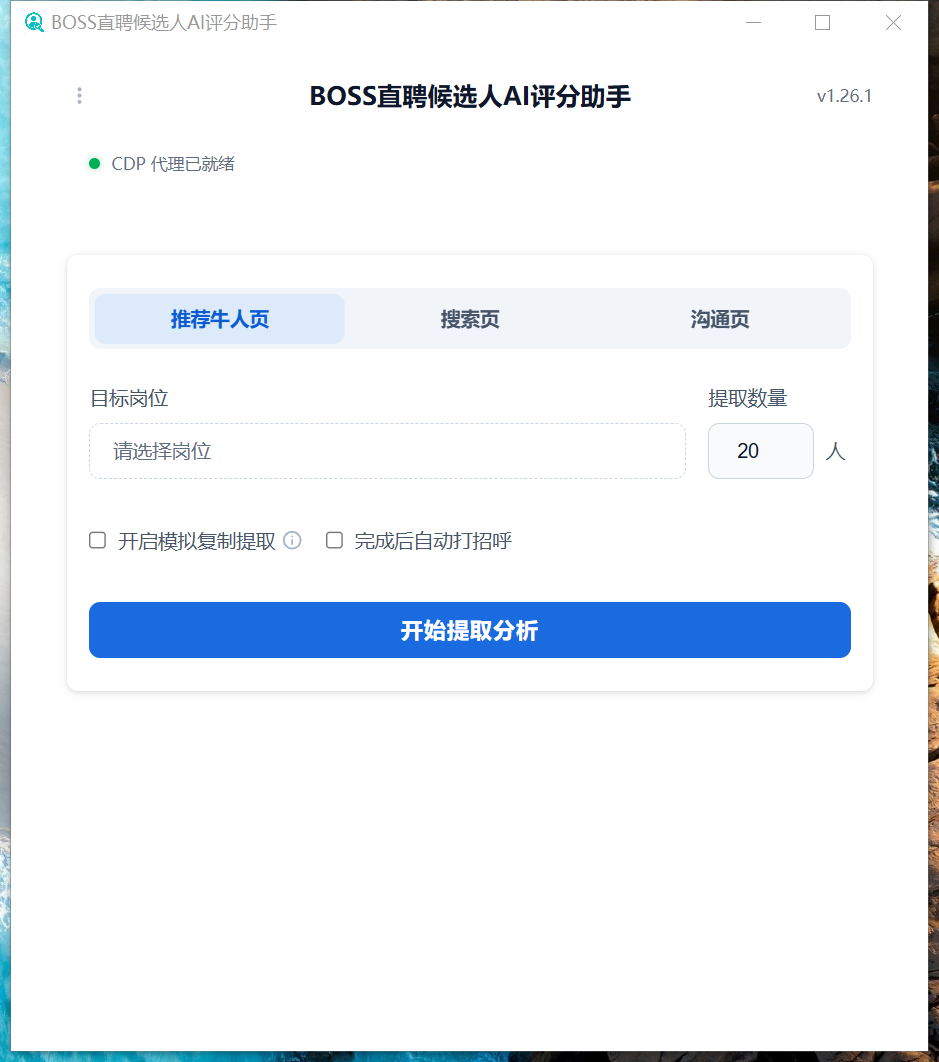 BOSS直聘候选人AI评分助手
BOSS直聘候选人AI评分助手 v1.26.1
CDP 代理已就绪
推荐牛人页 搜索页 沟通页
目标岗位 提取数量
请选择岗位 20 人
开启模拟复制提取 完成后自动打招呼
开始提取分析